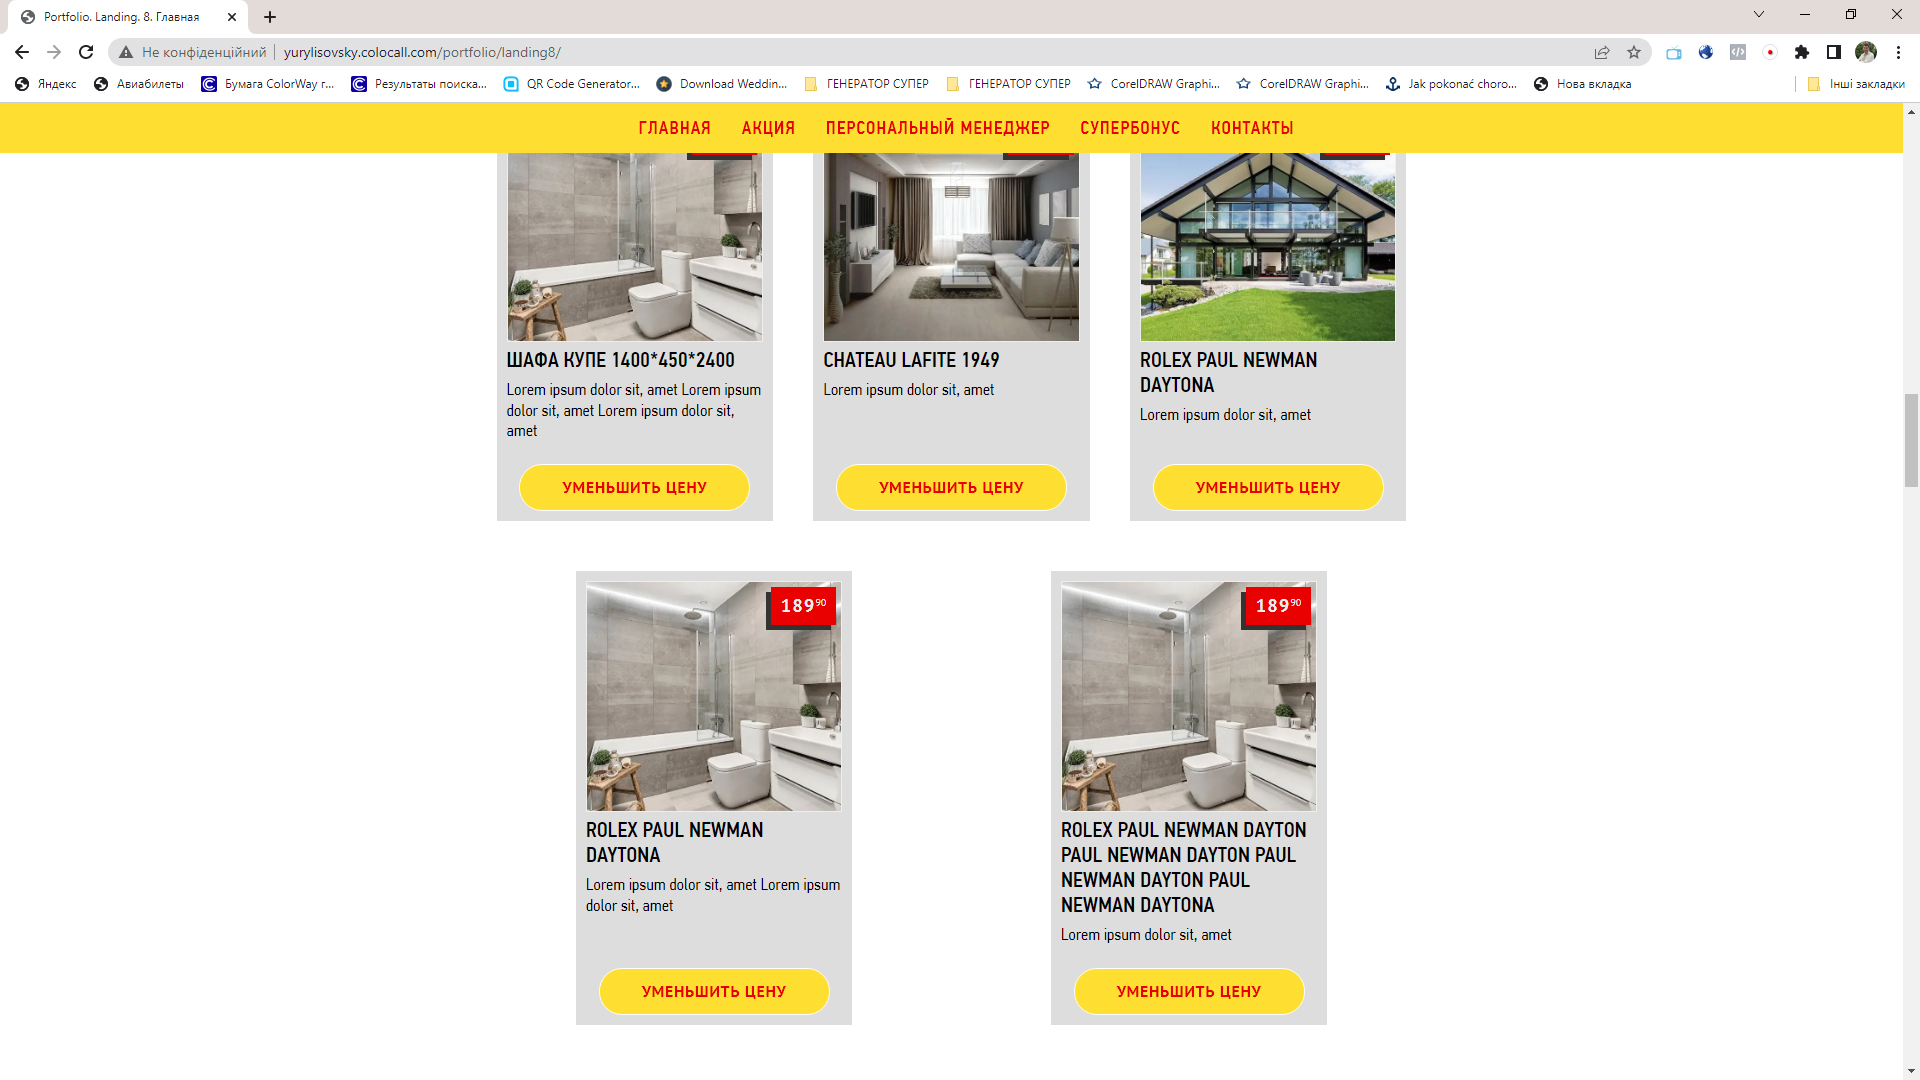 Portfolio. Landing. 8. Главная
Не конфіденційний
yurylisovsky.colocall.com/portfolio/landing8/
Яндекс
Авиабилеты
Бумага ColorWay г...
Результаты поиска...
QR Code Generator...
Download Weddin...
ГЕНЕРАТОР СУПЕР
ГЕНЕРАТОР СУПЕР
CorelDRAW Graphi...
CorelDRAW Graphi...
Jak pokonać choro...
Нова вкладка
Інші закладки
ГЛАВНАЯ
АКЦИЯ
ПЕРСОНАЛЬНЫЙ МЕНЕДЖЕР
СУПЕРБОНУС
КОНТАКТЫ
ШАФА КУПЕ 1400*450*2400
Lorem ipsum dolor sit, amet Lorem ipsum
dolor sit, amet Lorem ipsum dolor sit,
amet
УМЕНЬШИТЬ ЦЕНУ
CHATEAU LAFITE 1949
Lorem ipsum dolor sit, amet
УМЕНЬШИТЬ ЦЕНУ
ROLEX PAUL NEWMAN
DAYTONA
Lorem ipsum dolor sit, amet
УМЕНЬШИТЬ ЦЕНУ
189 90
ROLEX PAUL NEWMAN
DAYTONA
Lorem ipsum dolor sit, amet Lorem ipsum
dolor sit, amet
УМЕНЬШИТЬ ЦЕНУ
189 90
ROLEX PAUL NEWMAN DAYTON
PAUL NEWMAN DAYTON PAUL
NEWMAN DAYTON PAUL
NEWMAN DAYTONA
Lorem ipsum dolor sit, amet
УМЕНЬШИТЬ ЦЕНУ